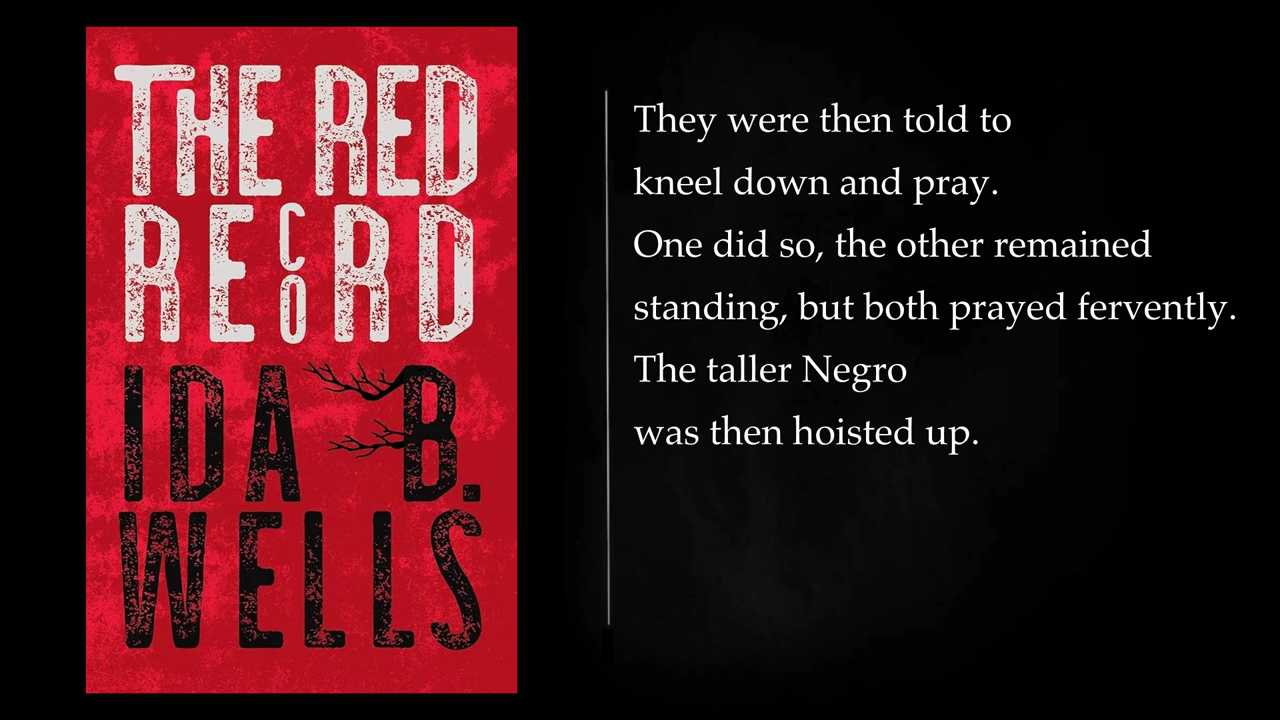 THE RED
RECORD
IDA B.
WELLS
They were then told to
kneel down and pray.
One did so, the other remained
standing, but both prayed fervently.
The taller Negro
was then hoisted up.